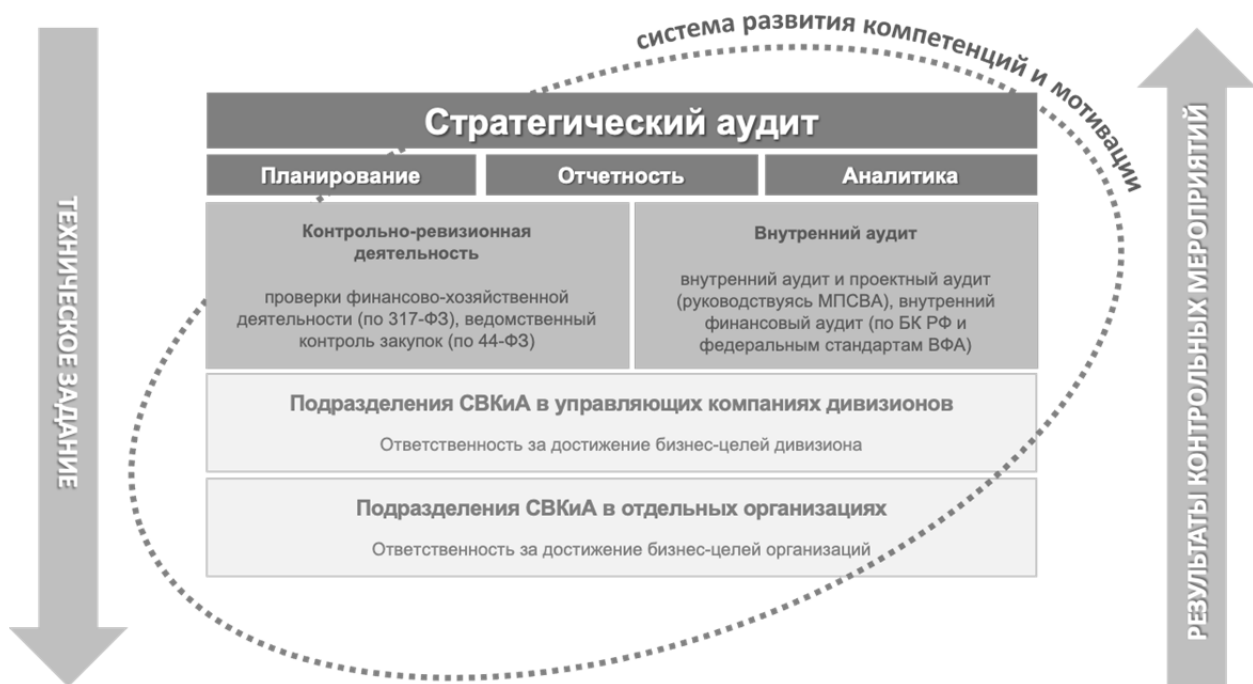 система развития компетенций и мотивации
ТЕХНИЧЕСКОЕ ЗАДАНИЕ
Стратегический аудит
Планирование
Отчетность
Аналитика
Контрольно-ревизионная
деятельность
проверки финансово-хозяйственной
деятельности (по 317-ФЗ), ведомственный
контроль закупок (по 44-ФЗ)
Внутренний аудит
внутренний аудит и проектный аудит
(руководствуясь МПСВА), внутренний
финансовый аудит (по БК РФ и
федеральным стандартам ВФА)
Подразделения СВКиА в управляющих компаниях дивизионов
Ответственность за достижение бизнес-целей дивизиона
Подразделения СВКиА в отдельных организациях
Ответственность за достижение бизнес-целей организаций
РЕЗУЛЬТАТЫ КОНТРОЛЬНЫХ МЕРОПРИЯТИЙ